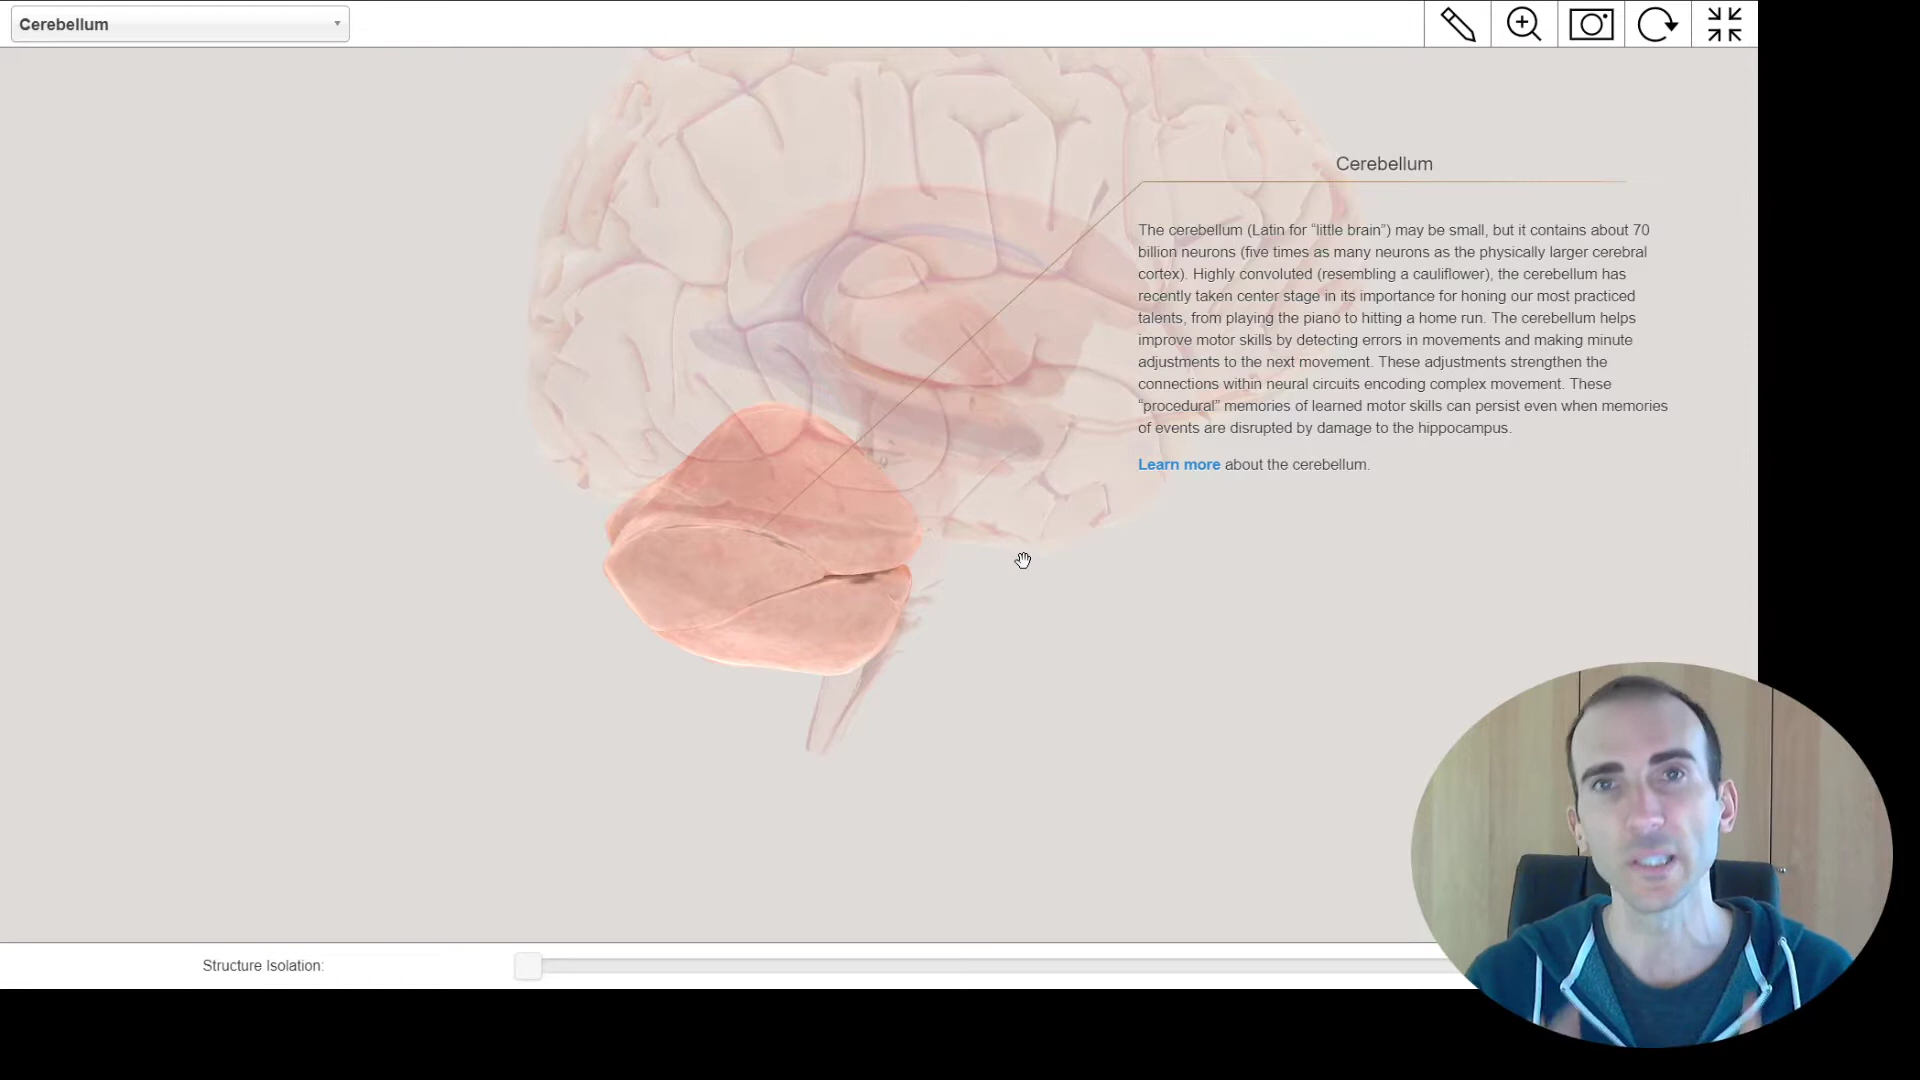 Cerebellum
Cerebellum
The cerebellum (Latin for “little brain”) may be small, but it contains about 70
billion neurons (five times as many neurons as the physically larger cerebral
cortex). Highly convoluted (resembling a cauliflower), the cerebellum has
recently taken center stage in its importance for honing our most practiced
talents, from playing the piano to hitting a home run. The cerebellum helps
improve motor skills by detecting errors in movements and making minute
adjustments to the next movement. These adjustments strengthen the
connections within neural circuits encoding complex movement. These
“procedural” memories of learned motor skills can persist even when memories
of events are disrupted by damage to the hippocampus.
Learn more about the cerebellum.
Structure Isolation: